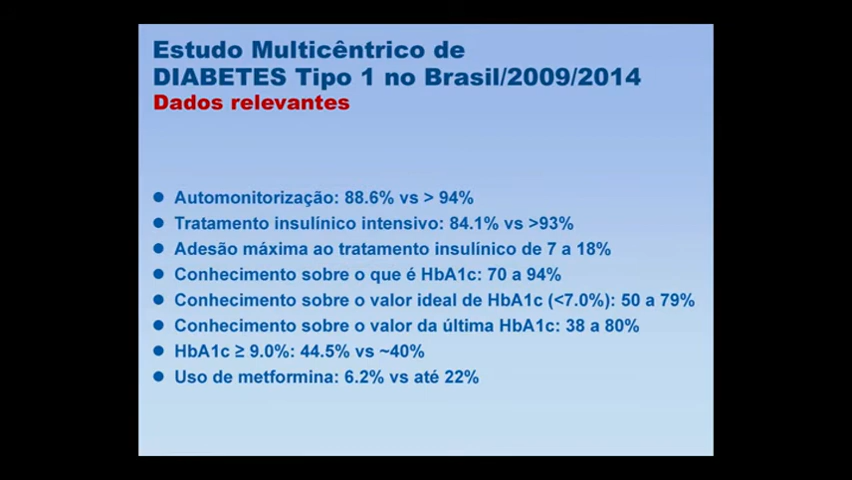 Estudo Multicêntrico de
DIABETES Tipo 1 no Brasil/2009/2014
Dados relevantes
● Automonitorização: 88.6% vs > 94%
● Tratamento insulínico intensivo: 84.1% vs >93%
● Adesão máxima ao tratamento insulínico de 7 a 18%
● Conhecimento sobre o que é HbA1c: 70 a 94%
● Conhecimento sobre o valor ideal de HbA1c (<7.0%): 50 a 79%
● Conhecimento sobre o valor da última HbA1c: 38 a 80%
● HbA1c ≥ 9.0%: 44.5% vs ~40%
● Uso de metformina: 6.2% vs até 22%